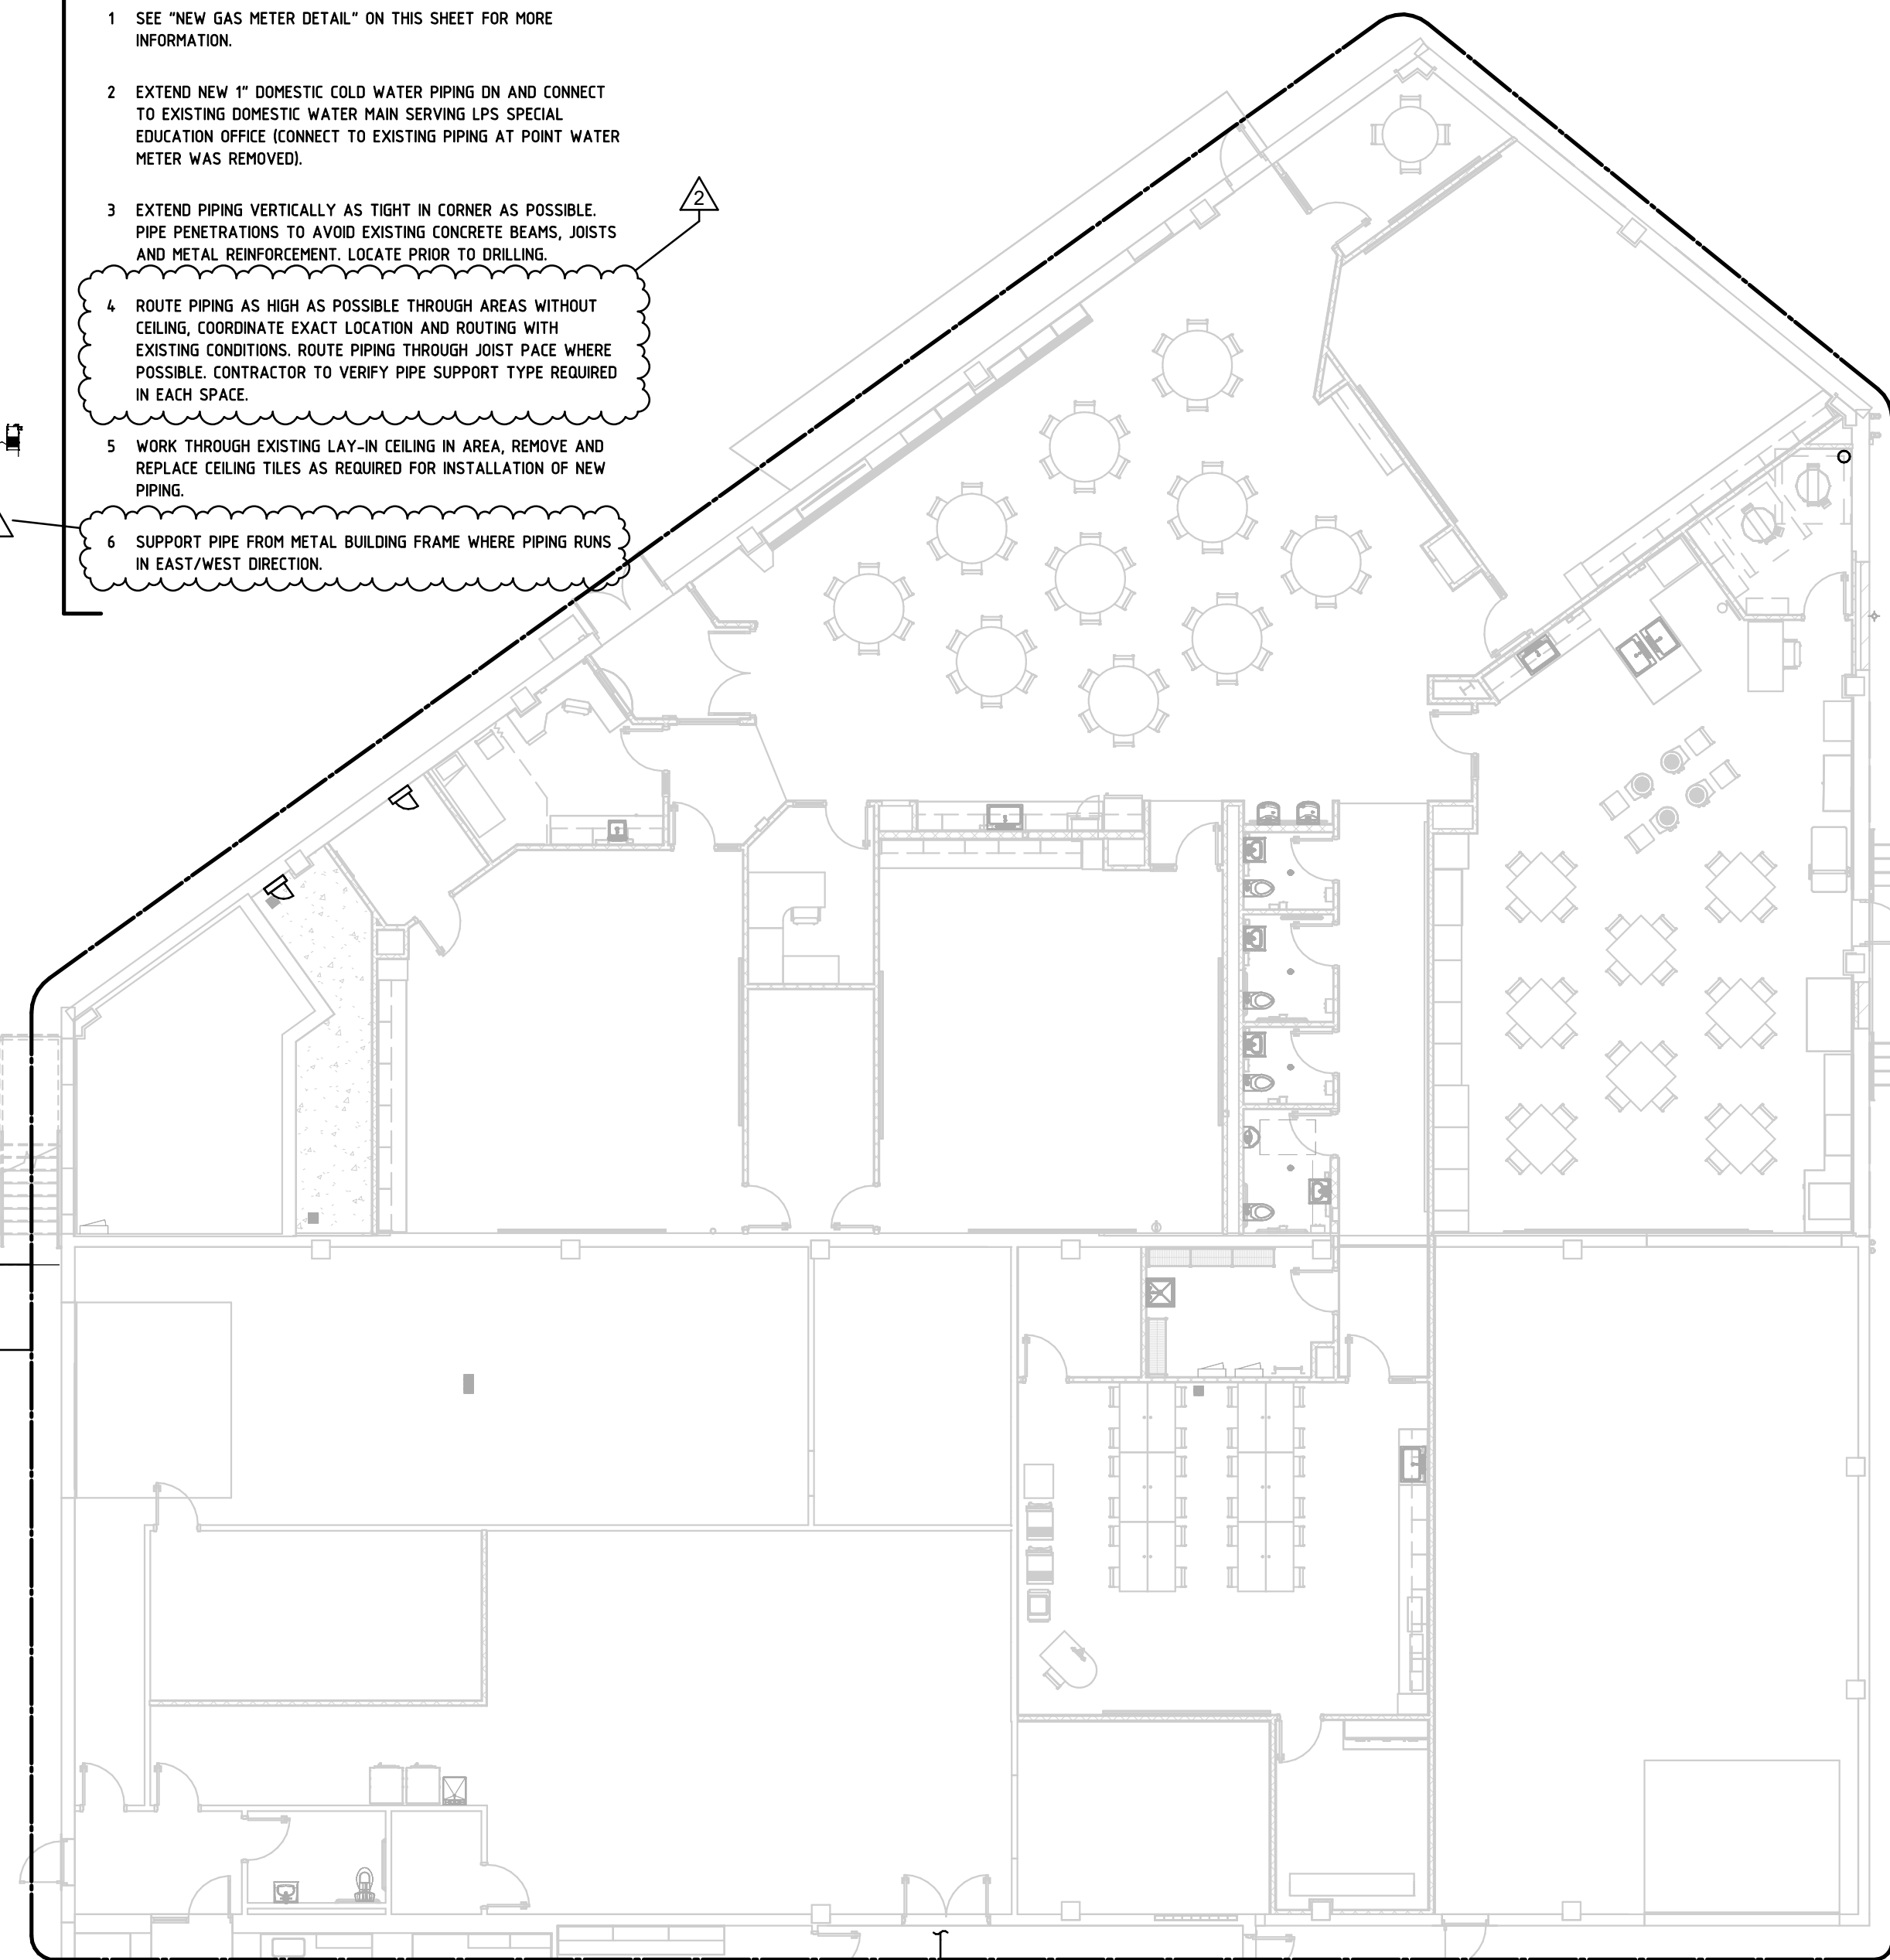 1 SEE "NEW GAS METER DETAIL" ON THIS SHEET FOR MORE
INFORMATION.
2 EXTEND NEW 1" DOMESTIC COLD WATER PIPING DN AND CONNECT
TO EXISTING DOMESTIC WATER MAIN SERVING LPS SPECIAL
EDUCATION OFFICE (CONNECT TO EXISTING PIPING AT POINT WATER
METER WAS REMOVED).
2
3 EXTEND PIPING VERTICALLY AS TIGHT IN CORNER AS POSSIBLE.
PIPE PENETRATIONS TO AVOID EXISTING CONCRETE BEAMS, JOISTS
AND METAL REINFORCEMENT. LOCATE PRIOR TO DRILLING.
4 ROUTE PIPING AS HIGH AS POSSIBLE THROUGH AREAS WITHOUT
CEILING, COORDINATE EXACT LOCATION AND ROUTING WITH
EXISTING CONDITIONS. ROUTE PIPING THROUGH JOIST PACE WHERE
POSSIBLE. CONTRACTOR TO VERIFY PIPE SUPPORT TYPE REQUIRED
IN EACH SPACE.
5 WORK THROUGH EXISTING LAY-IN CEILING IN AREA, REMOVE AND
REPLACE CEILING TILES AS REQUIRED FOR INSTALLATION OF NEW
PIPING.
6 SUPPORT PIPE FROM METAL BUILDING FRAME WHERE PIPING RUNS
IN EAST/WEST DIRECTION.